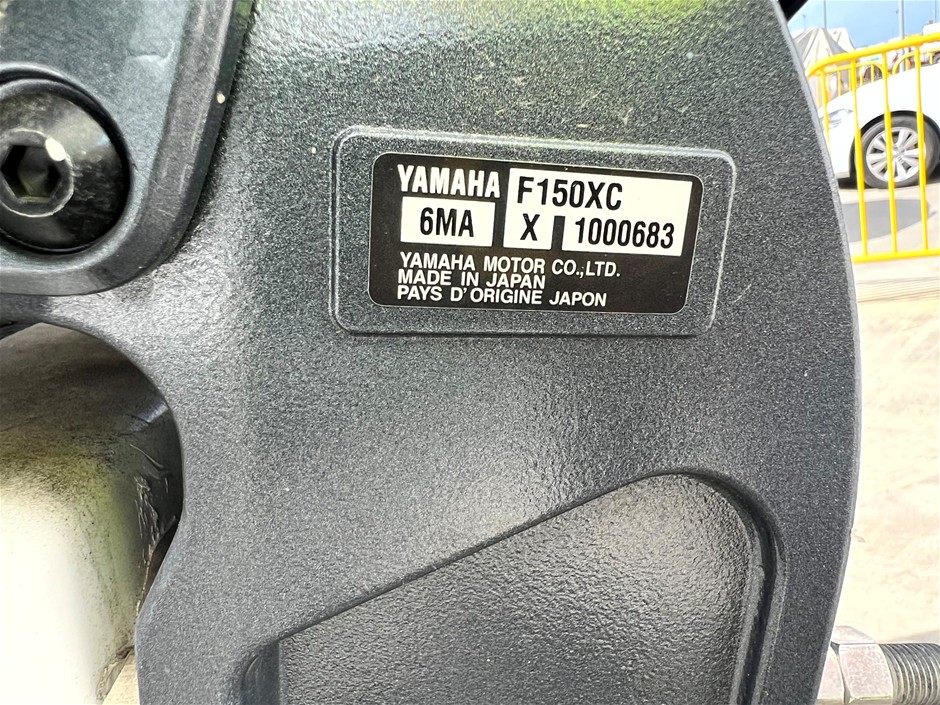 YAMAHA F150XC
6MA X 1000683
YAMAHA MOTOR CO.,LTD.
MADE IN JAPAN
PAYS D'ORIGINE JAPON